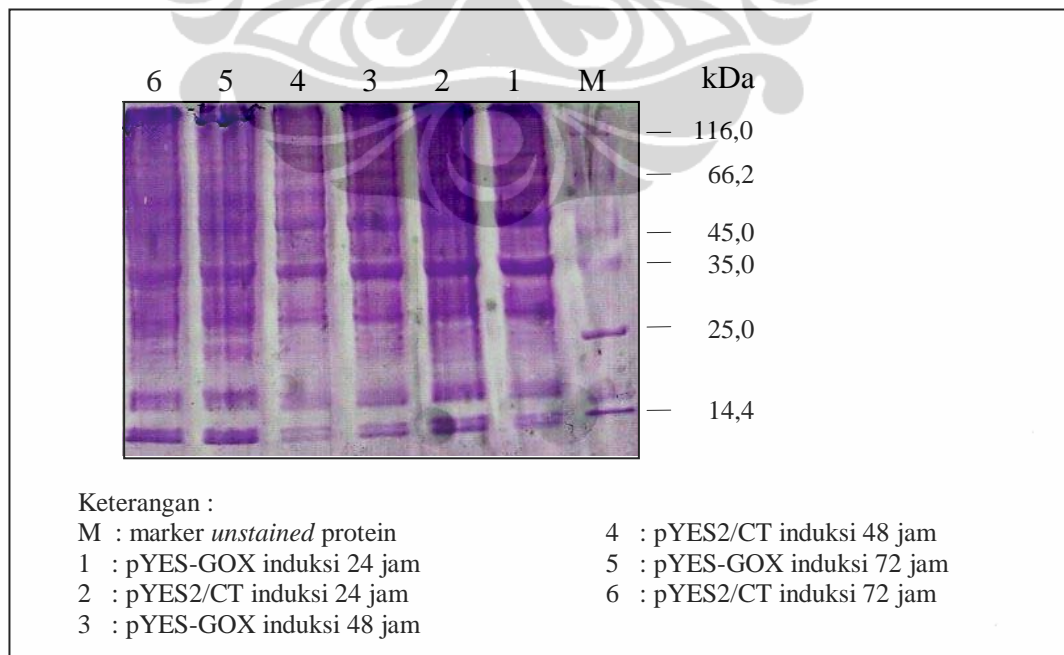 6 5 4 3 2 1 M kDa
116,0
66,2
45,0
35,0
25,0
14,4
Keterangan :
M : marker unstained protein
1 : pYES-GOX induksi 24 jam
2 : pYES2/CT induksi 24 jam
3 : pYES-GOX induksi 48 jam
4 : pYES2/CT induksi 48 jam
5 : pYES-GOX induksi 72 jam
6 : pYES2/CT induksi 72 jam